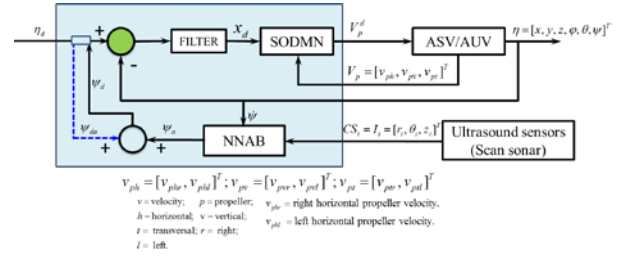 η_d
+
-
FILTER
x_d
SODMN
V_p^d
ASV/AUV
η = [x, y, z, φ, θ, ψ]^T
V_p = [v_ph, v_pv, v_pt]^T
ψ_d
ψ_da
+
+
ψ_a
NNAB
ψ̇
CS_t = I_t = [r_t, θ_t, z_t]^T
Ultrasound sensors
(Scan sonar)
v_ph = [v_phr, v_phl]^T ; v_pv = [v_pvr, v_pvl]^T ; v_pt = [v_ptr, v_ptl]^T
v = velocity; p = propeller; v_phr = right horizontal propeller velocity.
h = horizontal; v = vertical; v_phl = left horizontal propeller velocity.
t = transversal; r = right;
l = left.